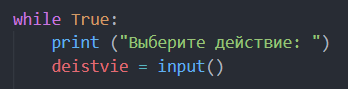 while True:
    print ("Выберите действие: ")
    deistvie = input()